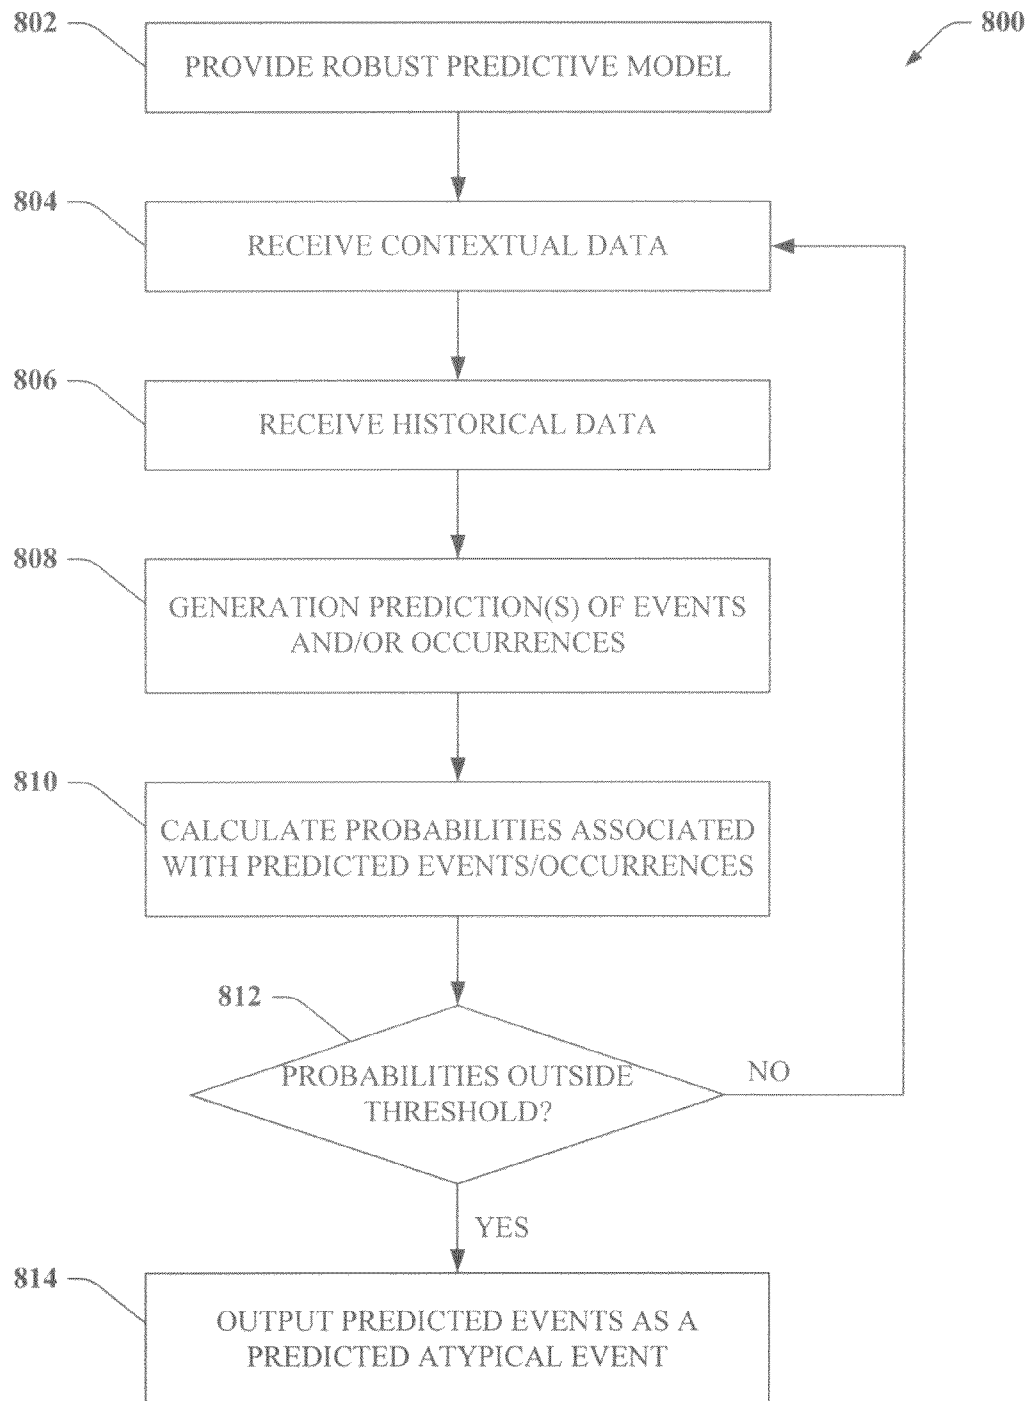 802
PROVIDE ROBUST PREDICTIVE MODEL
800
804
RECEIVE CONTEXTUAL DATA
806
RECEIVE HISTORICAL DATA
808
GENERATION PREDICTION(S) OF EVENTS
AND/OR OCCURRENCES
810
CALCULATE PROBABILITIES ASSOCIATED
WITH PREDICTED EVENTS/OCCURRENCES
812
PROBABILITIES OUTSIDE
THRESHOLD?
NO
YES
814
OUTPUT PREDICTED EVENTS AS A
PREDICTED ATYPICAL EVENT